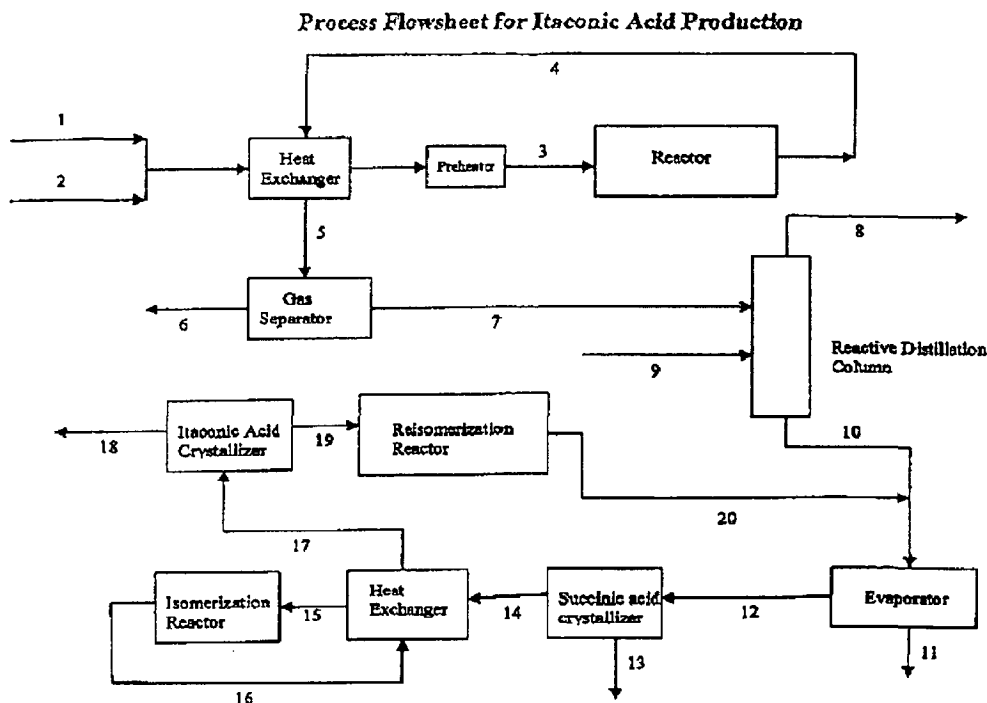 Process Flowsheet for Itaconic Acid Production
4
1
2
Heat
Exchanger
Preheater
3
Reactor
5
8
Gas
Separator
6
7
9
Reactive Distillation
Column
10
Itaconic Acid
Crystallizer
18
19
Reisomerization
Reactor
20
17
Isomerization
Reactor
15
Heat
Exchanger
14
Succinic acid
crystallizer
12
Evaporator
13
11
16